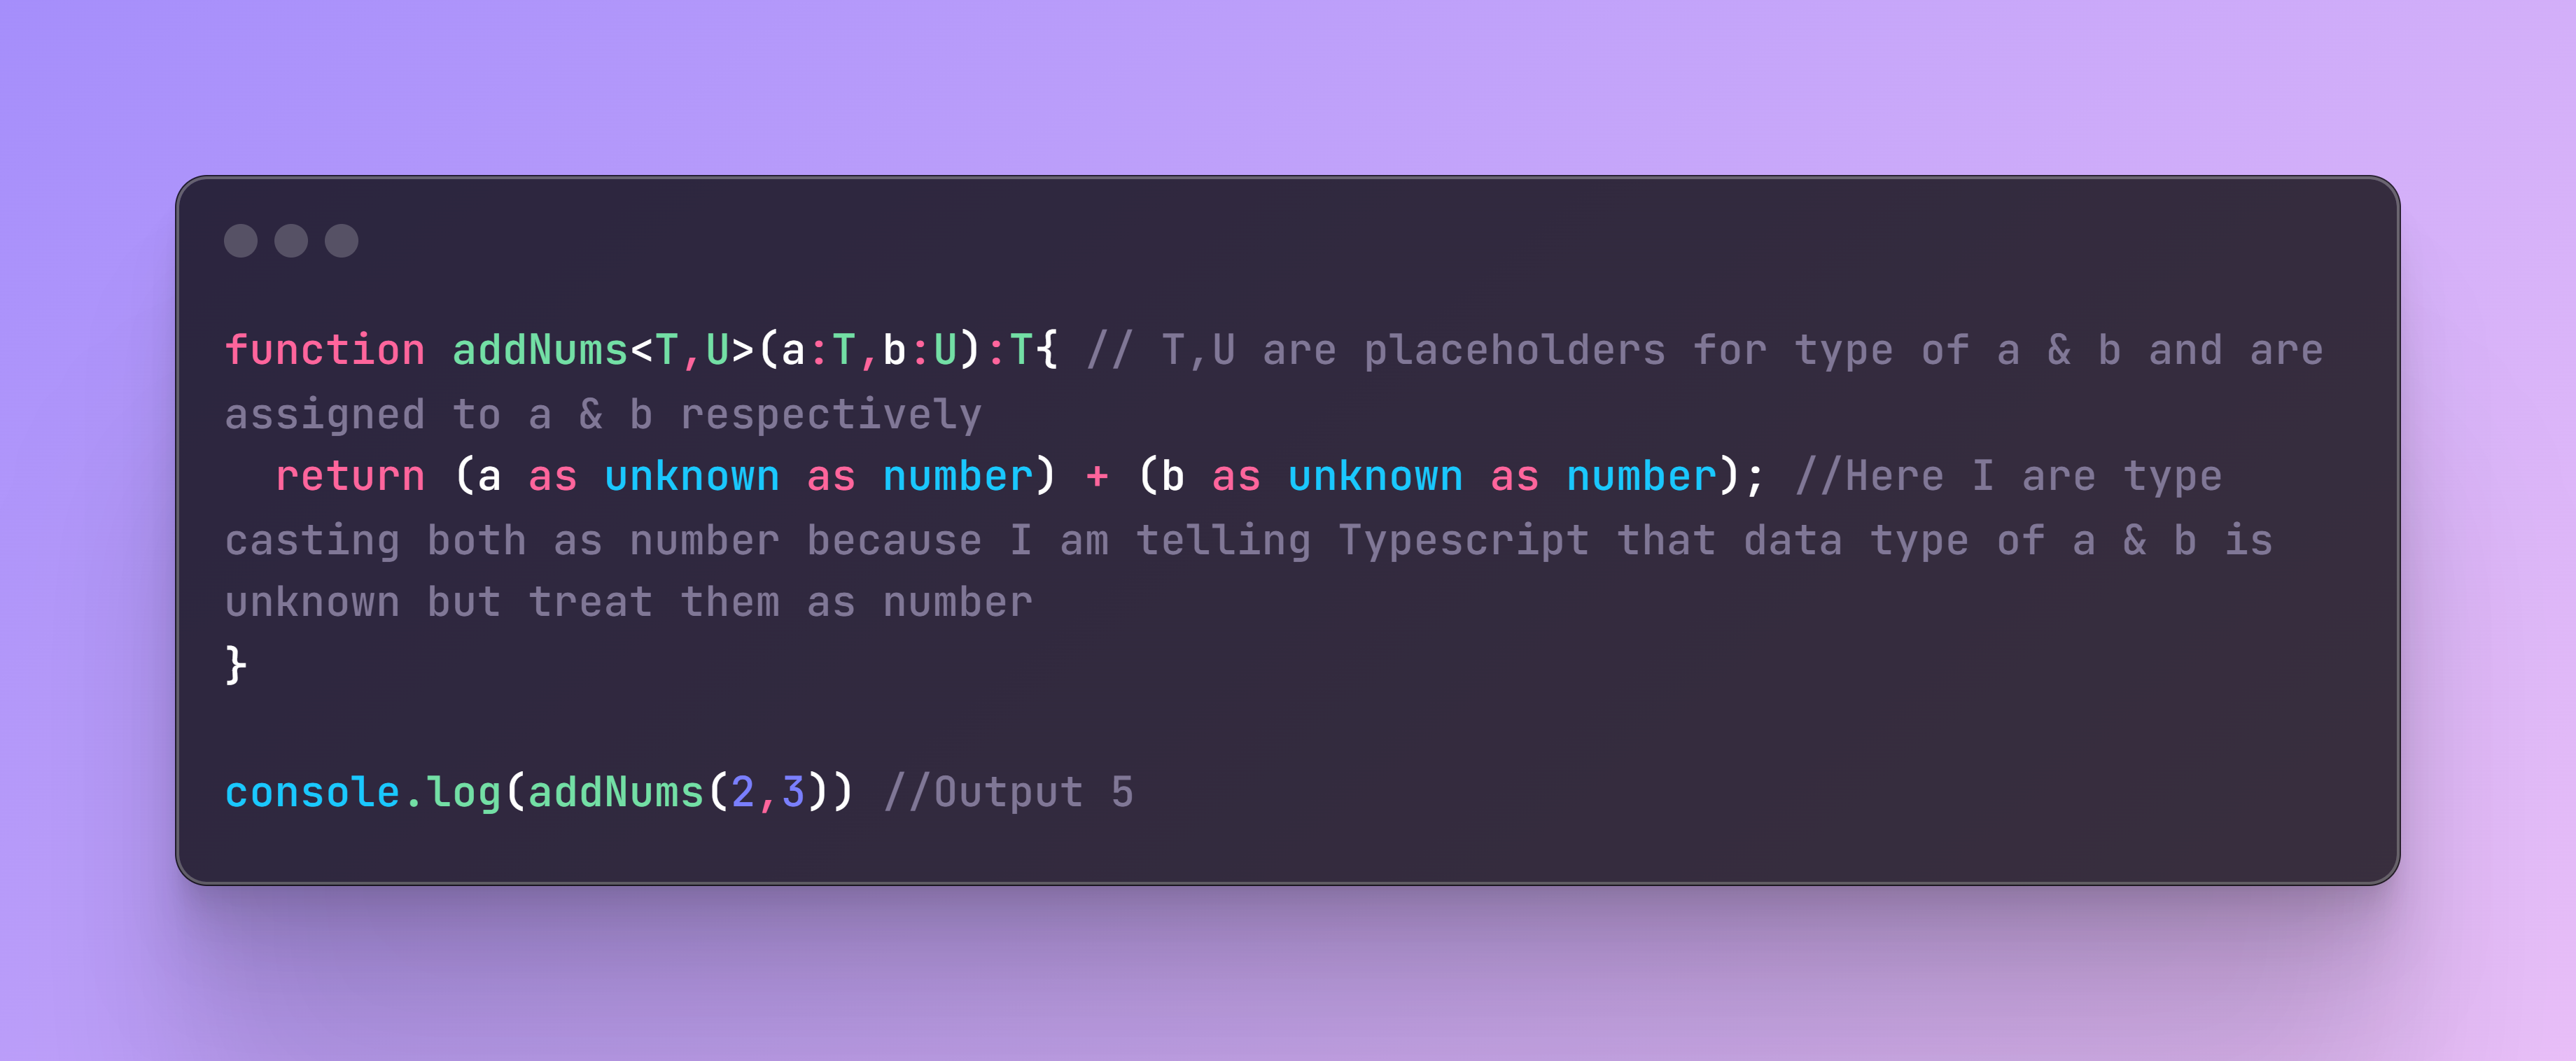 function addNums<T,U>(a:T,b:U):T{ // T,U are placeholders for type of a & b and are
assigned to a & b respectively
  return (a as unknown as number) + (b as unknown as number); //Here I are type
casting both as number because I am telling Typescript that data type of a & b is
unknown but treat them as number
}
console.log(addNums(2,3)) //Output 5